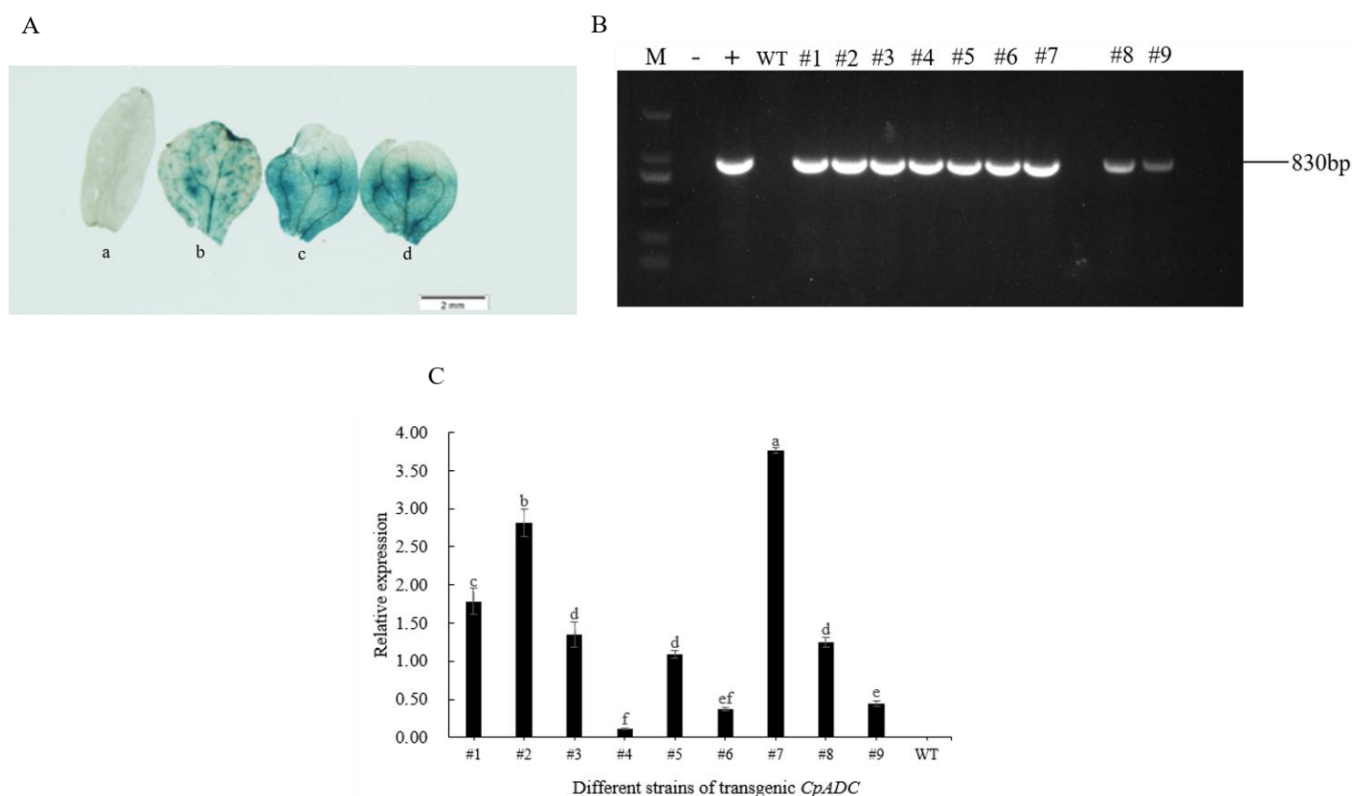 A
a b c d
2 mm
B
M - + WT #1 #2 #3 #4 #5 #6 #7 #8 #9
830bp
C
Relative expression
4.00
3.50
3.00
2.50
2.00
1.50
1.00
0.50
0.00
c b d f d ef a d e
#1 #2 #3 #4 #5 #6 #7 #8 #9 WT
Different strains of transgenic CpADC